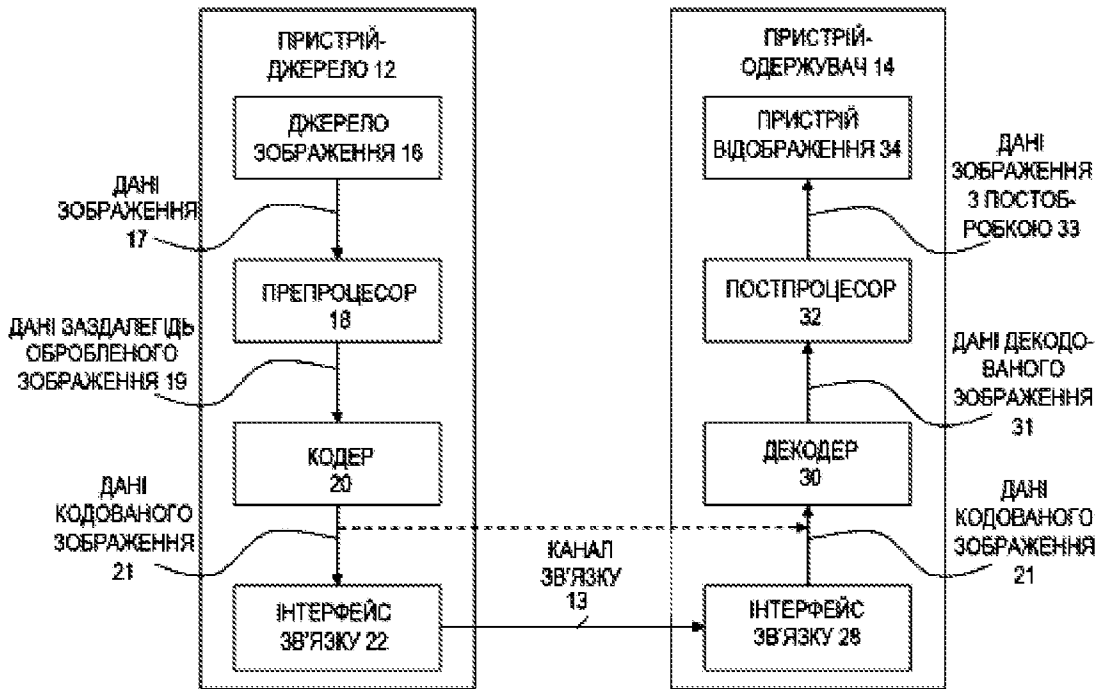 ПРИСТРІЙ-
ДЖЕРЕЛО 12
ДЖЕРЕЛО
ЗОБРАЖЕННЯ 16
ДАНІ
ЗОБРАЖЕННЯ
17
ПРЕПРОЦЕСОР
18
ДАНІ ЗАЗДАЛЕГІДЬ
ОБРОБЛЕНОГО
ЗОБРАЖЕННЯ 19
КОДЕР
20
ДАНІ
КОДОВАНОГО
ЗОБРАЖЕННЯ
21
ІНТЕРФЕЙС
ЗВ'ЯЗКУ 22
КАНАЛ
ЗВ'ЯЗКУ
13
ПРИСТРІЙ-
ОДЕРЖУВАЧ 14
ПРИСТРІЙ
ВІДОБРАЖЕННЯ 34
ДАНІ
ЗОБРАЖЕННЯ
З ПОСТОБ-
РОБКОЮ 33
ПОСТПРОЦЕСОР
32
ДАНІ ДЕКОДО-
ВАНОГО
ЗОБРАЖЕННЯ
31
ДЕКОДЕР
30
ДАНІ
КОДОВАНОГО
ЗОБРАЖЕННЯ
21
ІНТЕРФЕЙС
ЗВ'ЯЗКУ 28